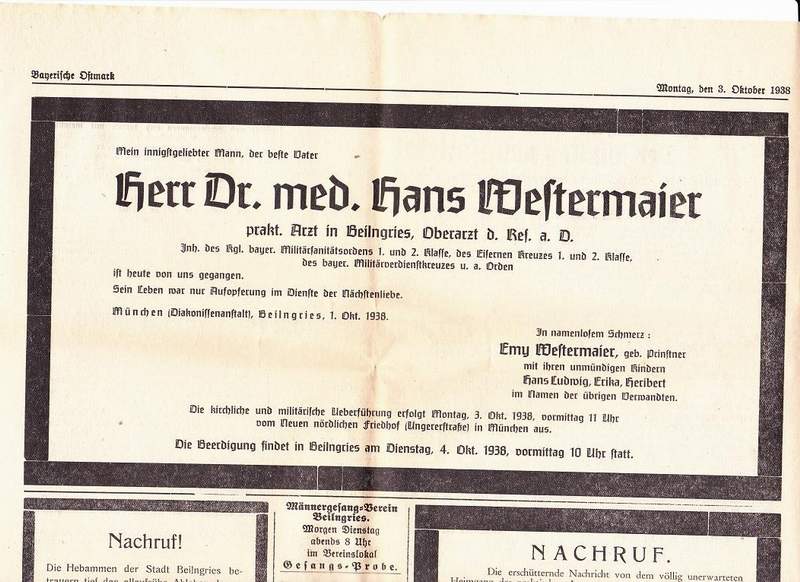 Bayerische Ostmark
Montag, den 3. Oktober 1938
Mein innigstgeliebter Mann, der beste Vater
Herr Dr. med. Hans Westermaier
prakt. Arzt in Beilngries, Oberarzt d. Res. a. D.
Inh. des Kgl. bayer. Militärsanitätsordens 1. und 2. Klasse, des Eisernen Kreuzes 1. und 2. Klasse,
des bayer. Militärverdienstkreuzes u. a. Orden
ist heute von uns gegangen.
Sein Leben war nur Aufopferung im Dienste der Nächstenliebe.
München (Diakonissenanstalt), Beilngries, 1. Okt. 1938.
In namenlosem Schmerz:
Emy Westermaier, geb. Prinstner
mit ihren unmündigen Kindern
Hans Ludwig, Erika, Heribert
im Namen der übrigen Verwandten.
Die kirchliche und militärische Ueberführung erfolgt Montag, 3. Okt. 1938, vormittag 11 Uhr
vom Neuen nördlichen Friedhof (Ungererstraße) in München aus.
Die Beerdigung findet in Beilngries am Dienstag, 4. Okt. 1938, vormittag 10 Uhr statt.
Nachruf!
Die Hebammen der Stadt Beilngries be-
trauern tief das
Männergesang-Verein
Beilngries.
Morgen Dienstag
abends 8 Uhr
im Vereinslokal
Gesangs-Probe.
NACHRUF.
Die erschütternde Nachricht von dem völlig unerwarteten